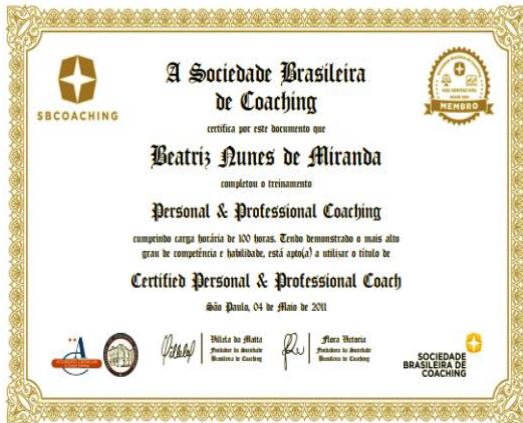 A Sociedade Brasileira
de Coaching
SBCOACHING
MEMBRO
certifica por este documento que
Beatriz Nunes de Miranda
completou o treinamento
Personal & Professional Coaching
cumprindo carga horária de 100 horas. Tendo demonstrado o mais alto
grau de competência e habilidade, está apto(a) a utilizar o título de
Certified Personal & Professional Coach
São Paulo, 04 de Maio de 2011
Villela da Matta
Fundador da Sociedade
Brasileira de Coaching
Flora Victoria
Fundadora da Sociedade
Brasileira de Coaching
SOCIEDADE
BRASILEIRA DE
COACHING